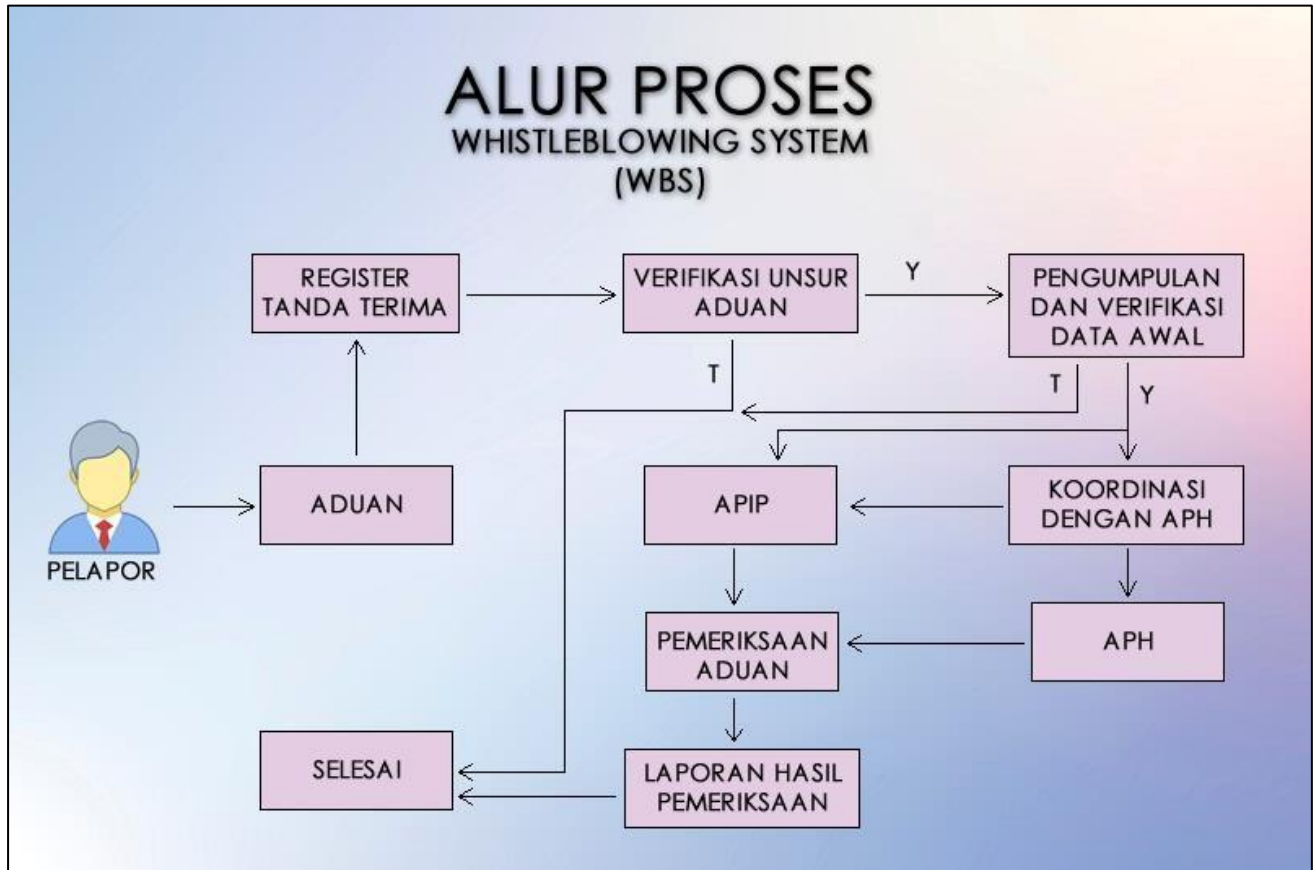 ALUR PROSES
WHISTLEBLOWING SYSTEM
(WBS)
REGISTER
TANDA TERIMA
VERIFIKASI UNSUR
ADUAN
Y
PENGUMPULAN
DAN VERIFIKASI
DATA AWAL
T
T
Y
PELAPOR
ADUAN
APIP
KOORDINASI
DENGAN APH
PEMERIKSAAN
ADUAN
APH
SELESAI
LAPORAN HASIL
PEMERIKSAAN